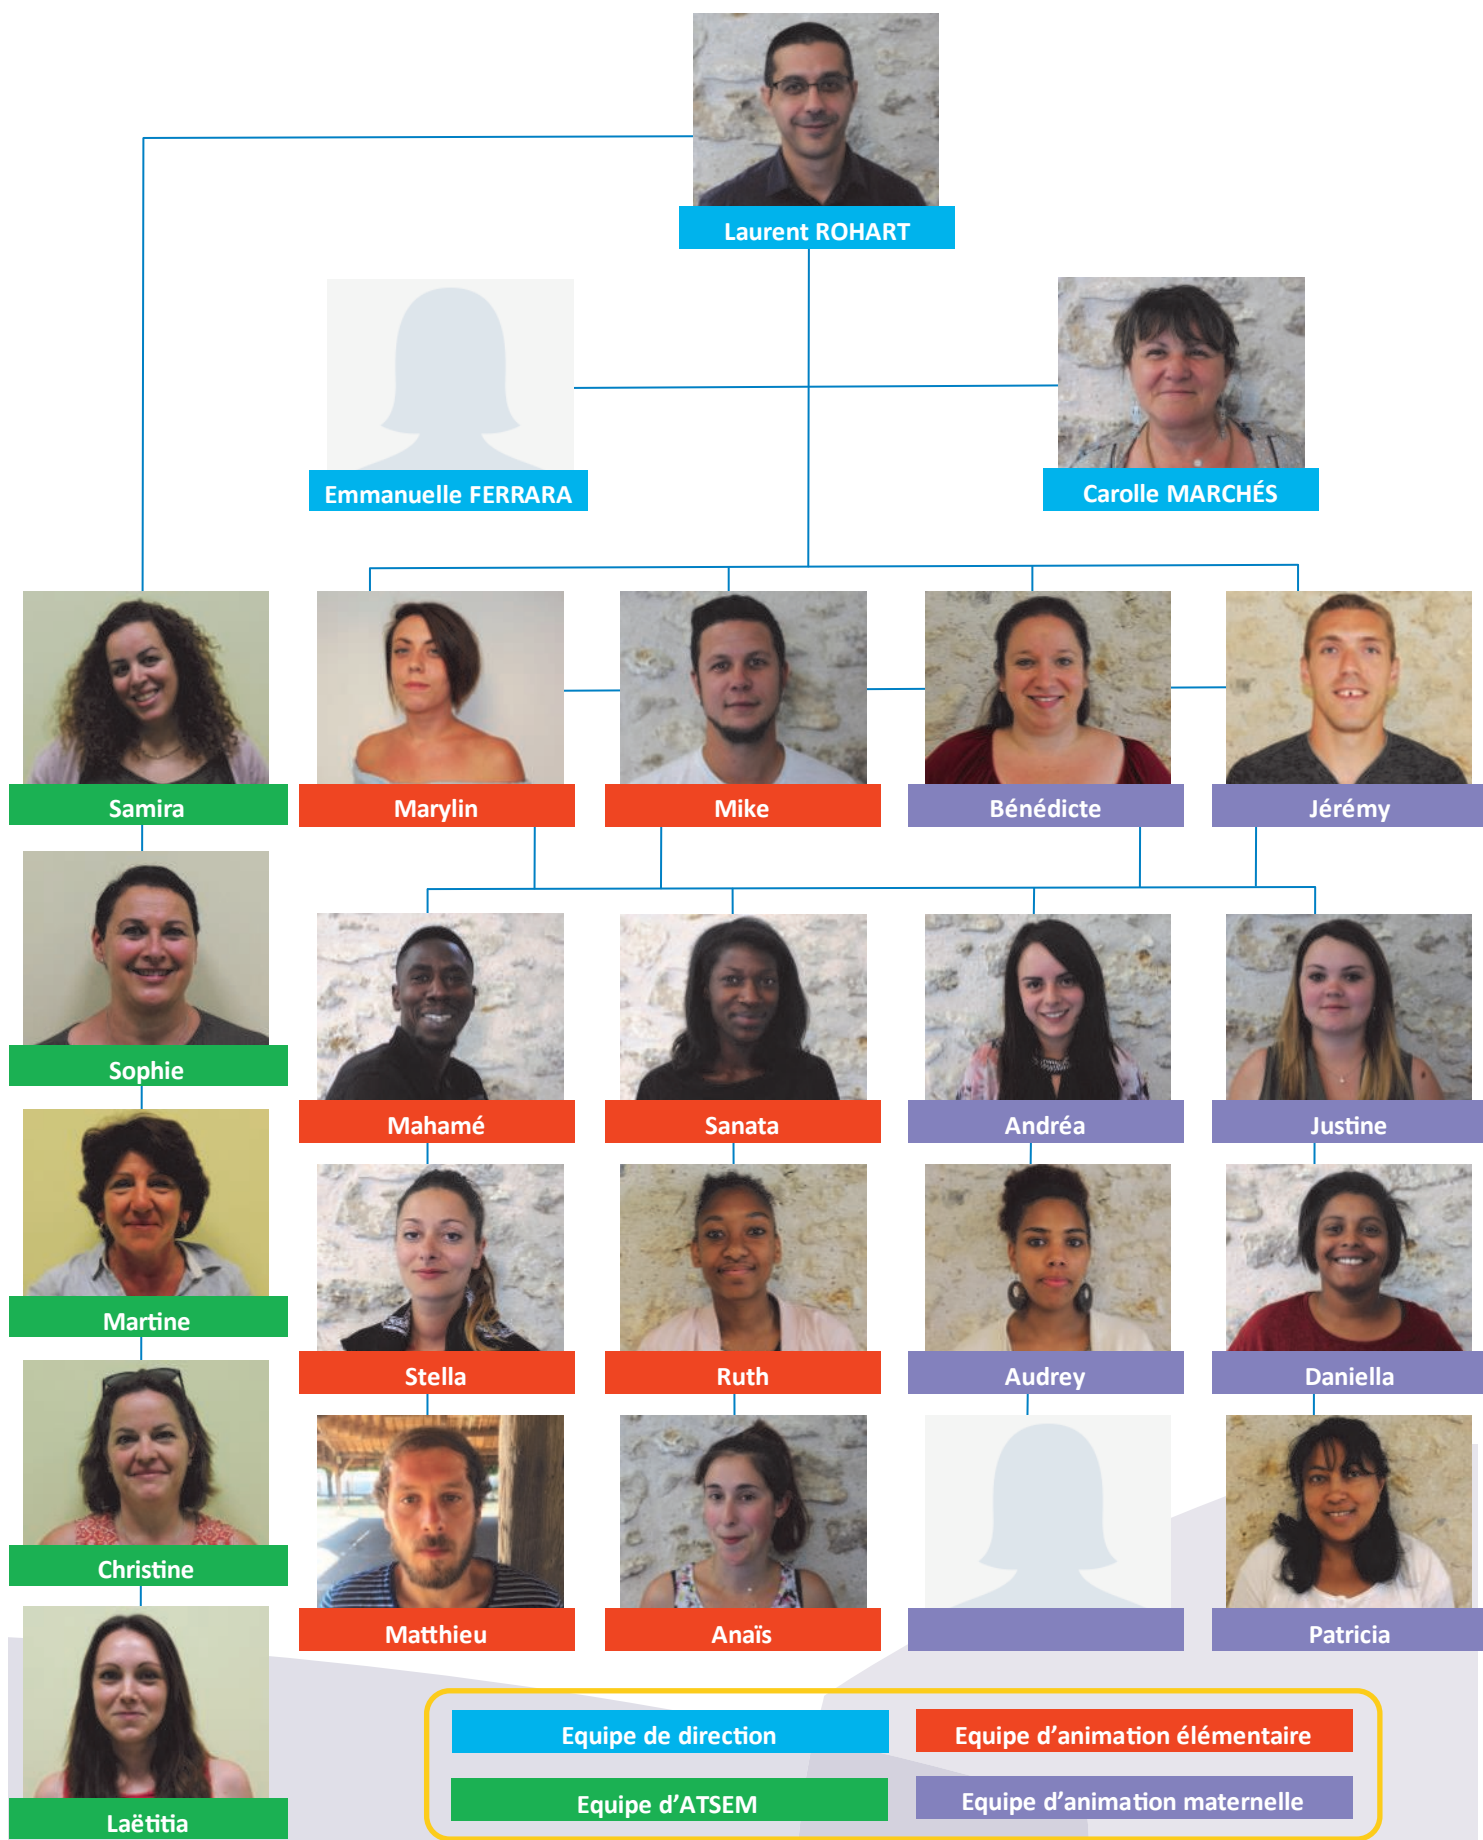 Laurent ROHART
Emmanuelle FERRARA
Carolle MARCHÉS
Samira
Marylin
Mike
Bénédicte
Jérémy
Sophie
Mahamé
Sanata
Andréa
Justine
Martine
Stella
Ruth
Audrey
Daniella
Christine
Matthieu
Anaïs
Patricia
Laëtitia
Equipe de direction
Equipe d’animation élémentaire
Equipe d’ATSEM
Equipe d’animation maternelle